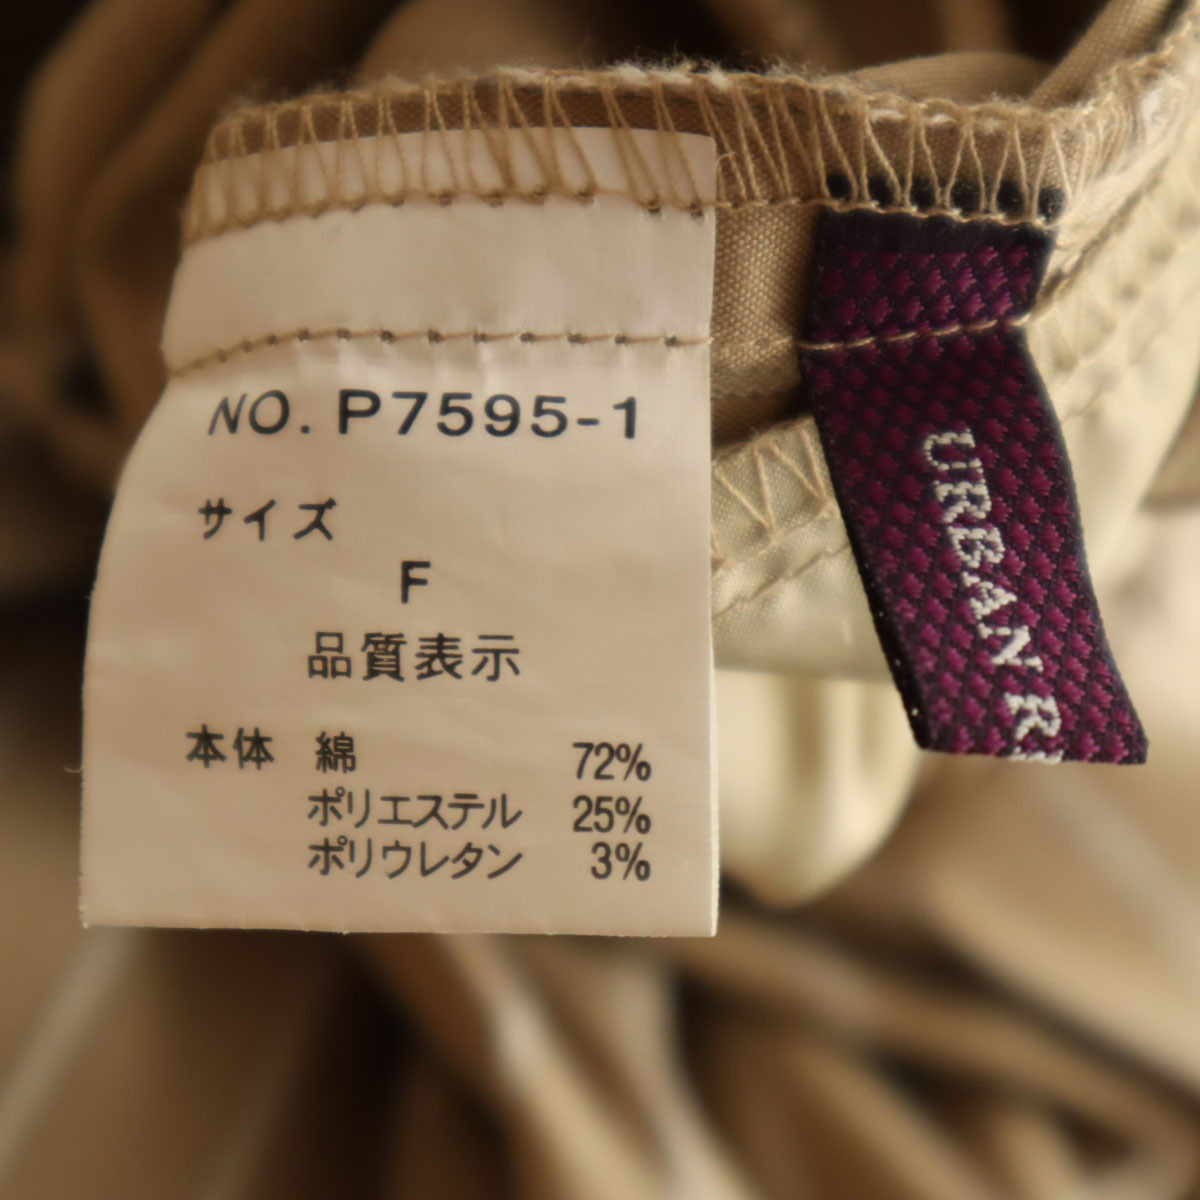 NO. P7595-1
サイズ
F
品質表示
本体 綿 72%
ポリエステル 25%
ポリウレタン 3%
URBAN